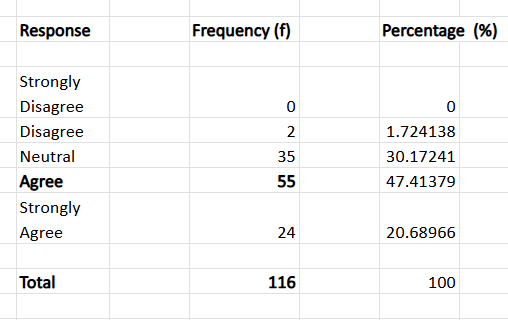 Response Frequency (f) Percentage (%)
Strongly
Disagree 0 0
Disagree 2 1.724138
Neutral 35 30.17241
Agree 55 47.41379
Strongly
Agree 24 20.68966
Total 116 100